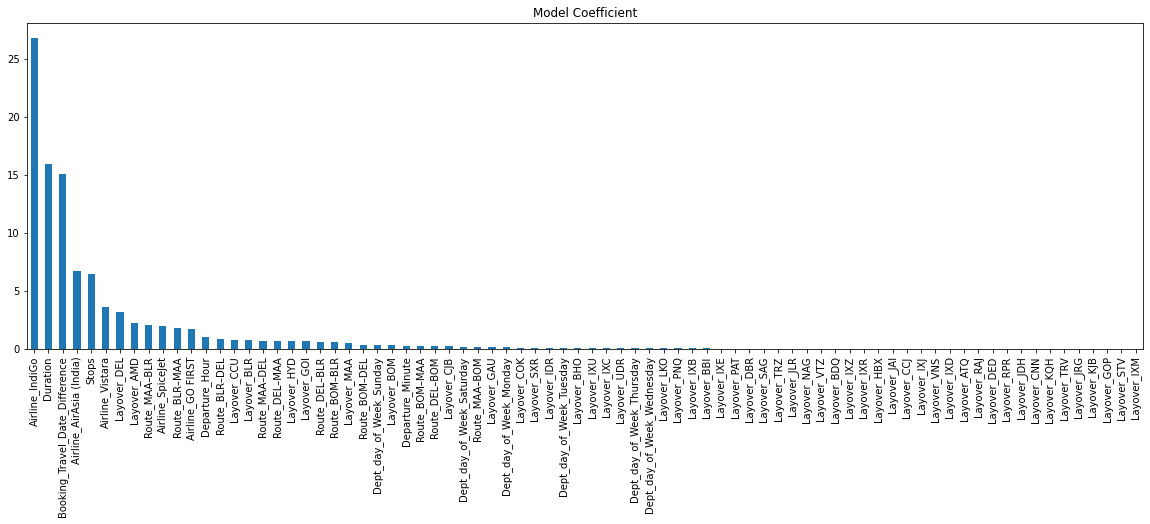 Model Coefficient
25
20
15
10
5
0
Airline_IndiGo
Duration
Booking_Travel_Date_Difference
Airline_AirAsia (India)
Stops
Airline_Vistara
Layover_DEL
Layover_AMD
Route_MAA–BLR
Airline_SpiceJet
Route_BLR–MAA
Airline_GO FIRST
Departure_Hour
Route_BLR–DEL
Layover_CCU
Layover_BLR
Route_MAA–DEL
Route_DEL–MAA
Layover_HYD
Layover_GOI
Route_DEL–BLR
Route_BOM–BLR
Layover_MAA
Route_BOM–DEL
Dept_day_of_Week_Sunday
Layover_BOM
Departure_Minute
Route_BOM–MAA
Route_DEL–BOM
Layover_CJB
Dept_day_of_Week_Saturday
Route_MAA–BOM
Layover_GAU
Dept_day_of_Week_Monday
Layover_COK
Layover_SXR
Layover_IDR
Dept_day_of_Week_Tuesday
Layover_BHO
Layover_IXU
Layover_IXC
Layover_UDR
Dept_day_of_Week_Thursday
Dept_day_of_Week_Wednesday
Layover_LKO
Layover_PNQ
Layover_IXB
Layover_BBI
Layover_IXE
Layover_PAT
Layover_DBR
Layover_SAG
Layover_TRZ
Layover_JLR
Layover_NAG
Layover_VTZ
Layover_BDQ
Layover_IXZ
Layover_IXR
Layover_HBX
Layover_JAI
Layover_CCJ
Layover_IXJ
Layover_VNS
Layover_IXD
Layover_ATQ
Layover_RAJ
Layover_DED
Layover_RPR
Layover_JDH
Layover_CNN
Layover_KQH
Layover_TRV
Layover_JRG
Layover_KJB
Layover_GOP
Layover_STV
Layover_IXM